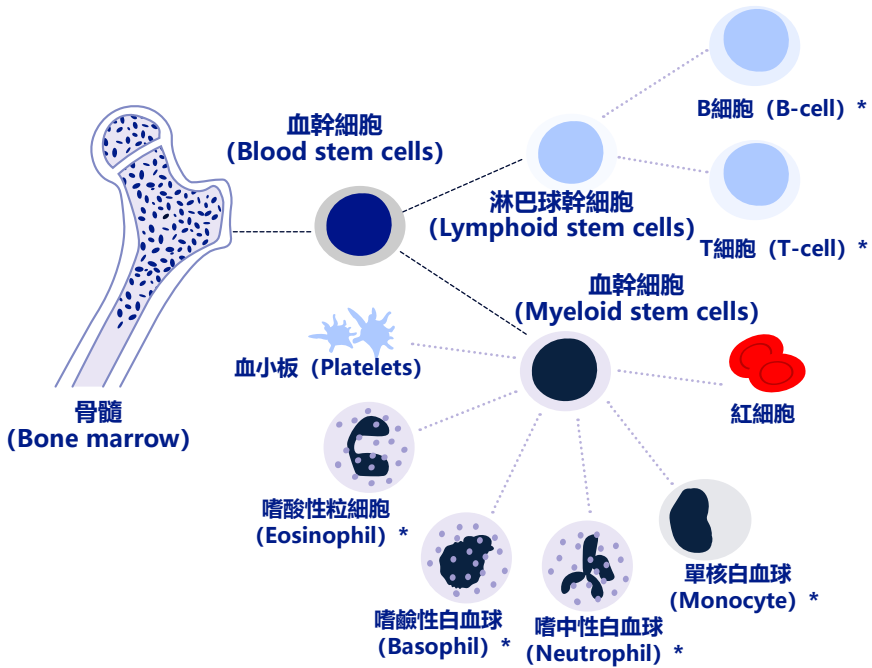 B細胞（B-cell）*
血幹細胞
(Blood stem cells)
淋巴球幹細胞
(Lymphoid stem cells)
T細胞（T-cell）*
血幹細胞
(Myeloid stem cells)
血小板（Platelets）
紅細胞
骨髓
(Bone marrow)
嗜酸性粒細胞
(Eosinophil) *
嗜鹼性白血球
(Basophil) *
嗜中性白血球
(Neutrophil) *
單核白血球
(Monocyte) *